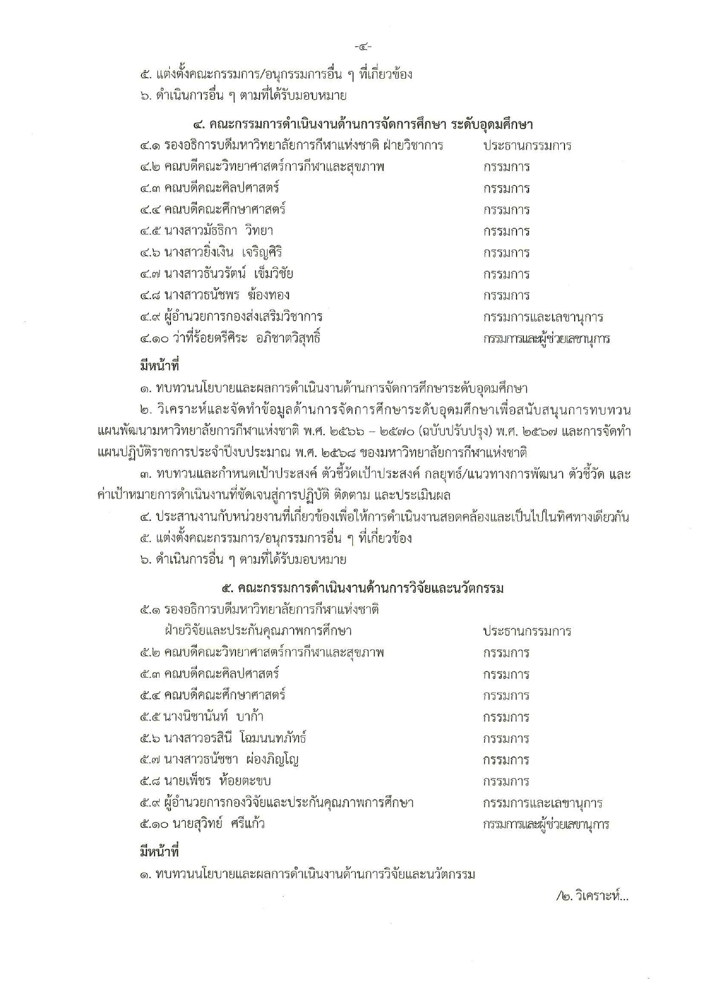 -๔-
๕. แต่งตั้งคณะกรรมการ/อนุกรรมการอื่น ๆ ที่เกี่ยวข้อง
๖. ดำเนินการอื่น ๆ ตามที่ได้รับมอบหมาย
๔. คณะกรรมการดำเนินงานด้านการจัดการศึกษา ระดับอุดมศึกษา
๔.๑ รองอธิการบดีมหาวิทยาลัยการกีฬาแห่งชาติ ฝ่ายวิชาการ ประธานกรรมการ
๔.๒ คณบดีคณะวิทยาศาสตร์การกีฬาและสุขภาพ กรรมการ
๔.๓ คณบดีคณะศิลปศาสตร์ กรรมการ
๔.๔ คณบดีคณะศึกษาศาสตร์ กรรมการ
๔.๕ นางสาวมัธธิกา วิทยา กรรมการ
๔.๖ นางสาวยิ่งเงิน เจริญศิริ กรรมการ
๔.๗ นางสาวธันวรัตน์ เข็มวิชัย กรรมการ
๔.๘ นางสาวธนัชพร ฆ้องทอง กรรมการ
๔.๙ ผู้อำนวยการกองส่งเสริมวิชาการ กรรมการและเลขานุการ
๔.๑๐ ว่าที่ร้อยตรีศิระ อภิชาตวิสุทธิ์ กรรมการและผู้ช่วยเลขานุการ
มีหน้าที่
๑. ทบทวนนโยบายและผลการดำเนินงานด้านการจัดการศึกษาระดับอุดมศึกษา
๒. วิเคราะห์และจัดทำข้อมูลด้านการจัดการศึกษาระดับอุดมศึกษาเพื่อสนับสนุนการทบทวน
แผนพัฒนามหาวิทยาลัยการกีฬาแห่งชาติ พ.ศ. ๒๕๖๖ – ๒๕๗๐ (ฉบับปรับปรุง) พ.ศ. ๒๕๖๗ และการจัดทำ
แผนปฏิบัติราชการประจำปีงบประมาณ พ.ศ. ๒๕๖๘ ของมหาวิทยาลัยการกีฬาแห่งชาติ
๓. ทบทวนและกำหนดเป้าประสงค์ ตัวชี้วัดเป้าประสงค์ กลยุทธ์/แนวทางการพัฒนา ตัวชี้วัด และ
ค่าเป้าหมายการดำเนินงานที่ชัดเจนสู่การปฏิบัติ ติดตาม และประเมินผล
๔. ประสานงานกับหน่วยงานที่เกี่ยวข้องเพื่อให้การดำเนินงานสอดคล้องและเป็นไปในทิศทางเดียวกัน
๕. แต่งตั้งคณะกรรมการ/อนุกรรมการอื่น ๆ ที่เกี่ยวข้อง
๖. ดำเนินการอื่น ๆ ตามที่ได้รับมอบหมาย
๕. คณะกรรมการดำเนินงานด้านการวิจัยและนวัตกรรม
๕.๑ รองอธิการบดีมหาวิทยาลัยการกีฬาแห่งชาติ
ฝ่ายวิจัยและประกันคุณภาพการศึกษา ประธานกรรมการ
๕.๒ คณบดีคณะวิทยาศาสตร์การกีฬาและสุขภาพ กรรมการ
๕.๓ คณบดีคณะศิลปศาสตร์ กรรมการ
๕.๔ คณบดีคณะศึกษาศาสตร์ กรรมการ
๕.๕ นางนิชานันท์ บาก้า กรรมการ
๕.๖ นางสาวอรสินี โฉมนนทภัทธ์ กรรมการ
๕.๗ นางสาวธนัชชา ผ่องภิญโญ กรรมการ
๕.๘ นายเพ็ชร ห้อยตะขบ กรรมการ
๕.๙ ผู้อำนวยการกองวิจัยและประกันคุณภาพการศึกษา กรรมการและเลขานุการ
๕.๑๐ นายสุวิทย์ ศรีแก้ว กรรมการและผู้ช่วยเลขานุการ
มีหน้าที่
๑. ทบทวนนโยบายและผลการดำเนินงานด้านการวิจัยและนวัตกรรม
/๒. วิเคราะห์...